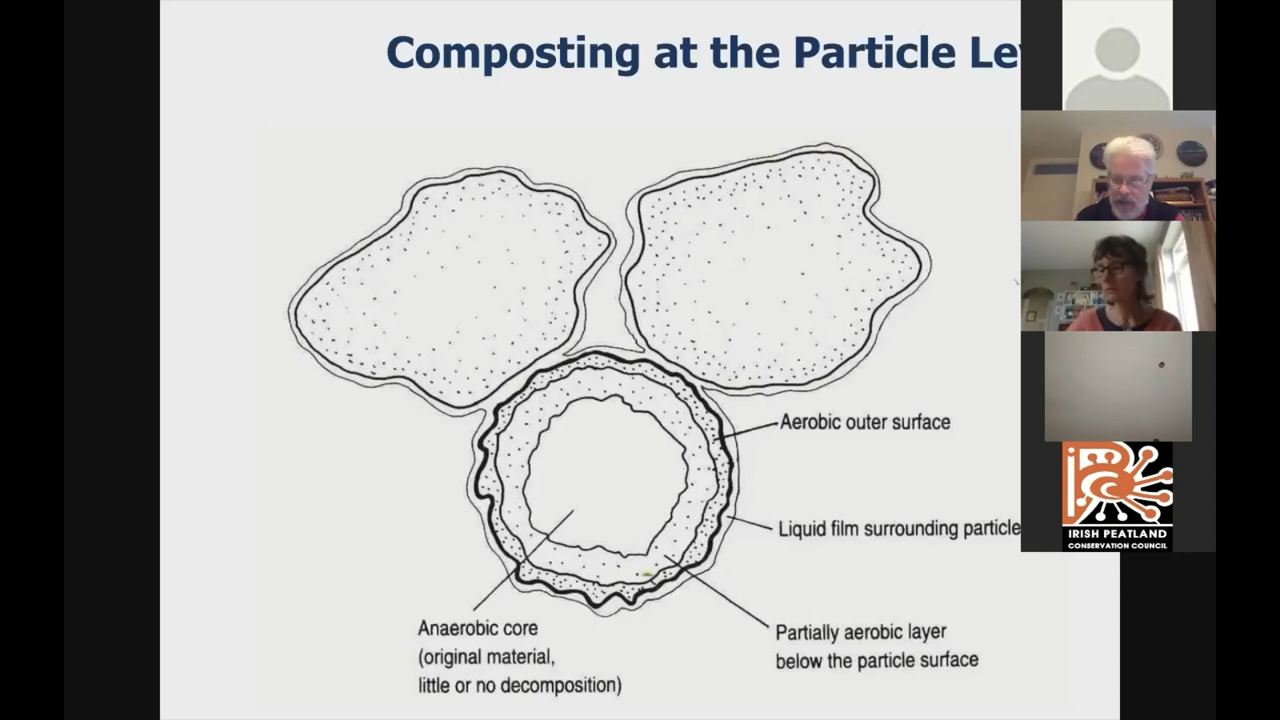 Composting at the Particle Le
Aerobic outer surface
Liquid film surrounding particle
Anaerobic core
(original material,
little or no decomposition)
Partially aerobic layer
below the particle surface
IRISH PEATLAND
CONSERVATION COUNCIL